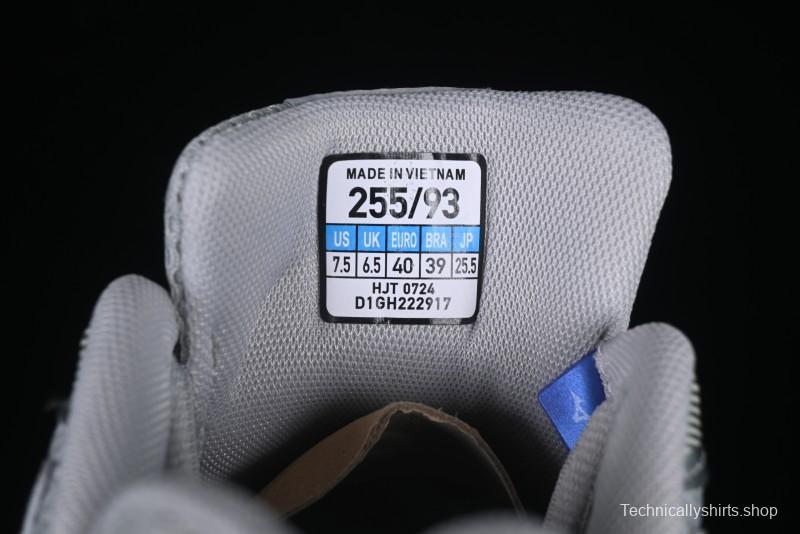 MADE IN VIETNAM
255/93
US UK EURO BRA JP
7.5 6.5 40 39 25.5
HJT 0724
D1GH222917
Technicallyshirts.shop